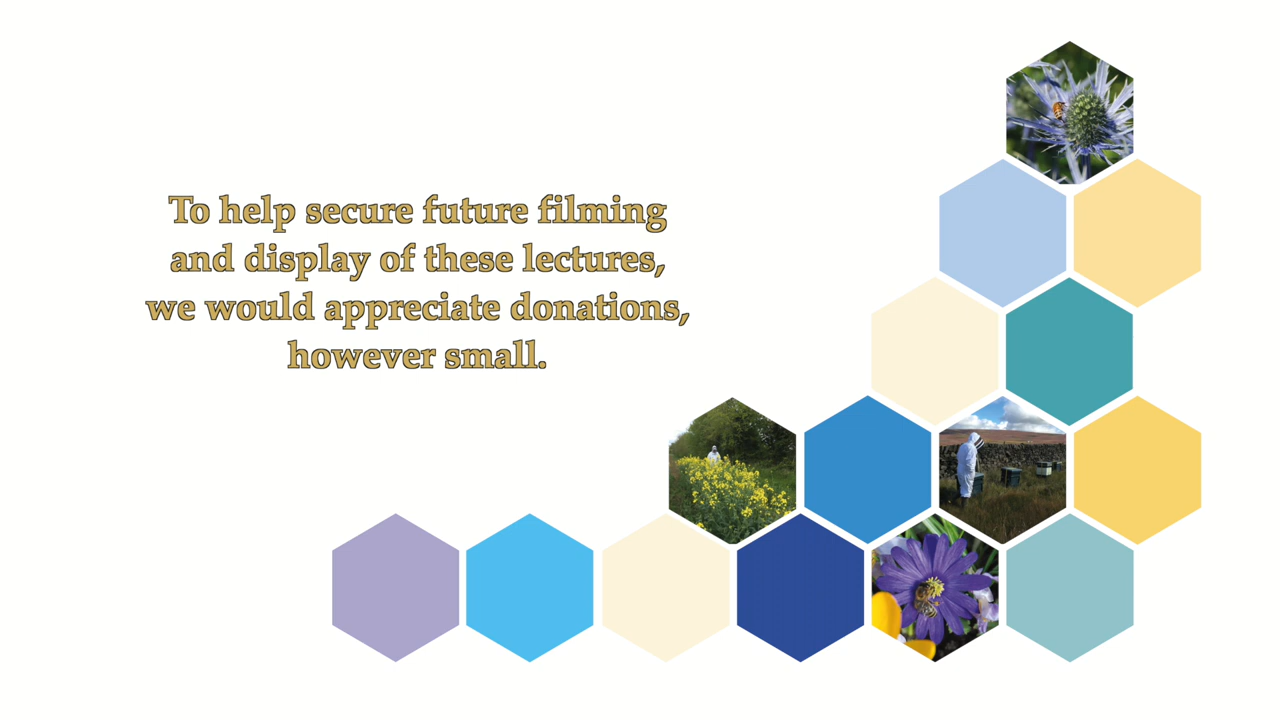 To help secure future filming
and display of these lectures,
we would appreciate donations,
however small.